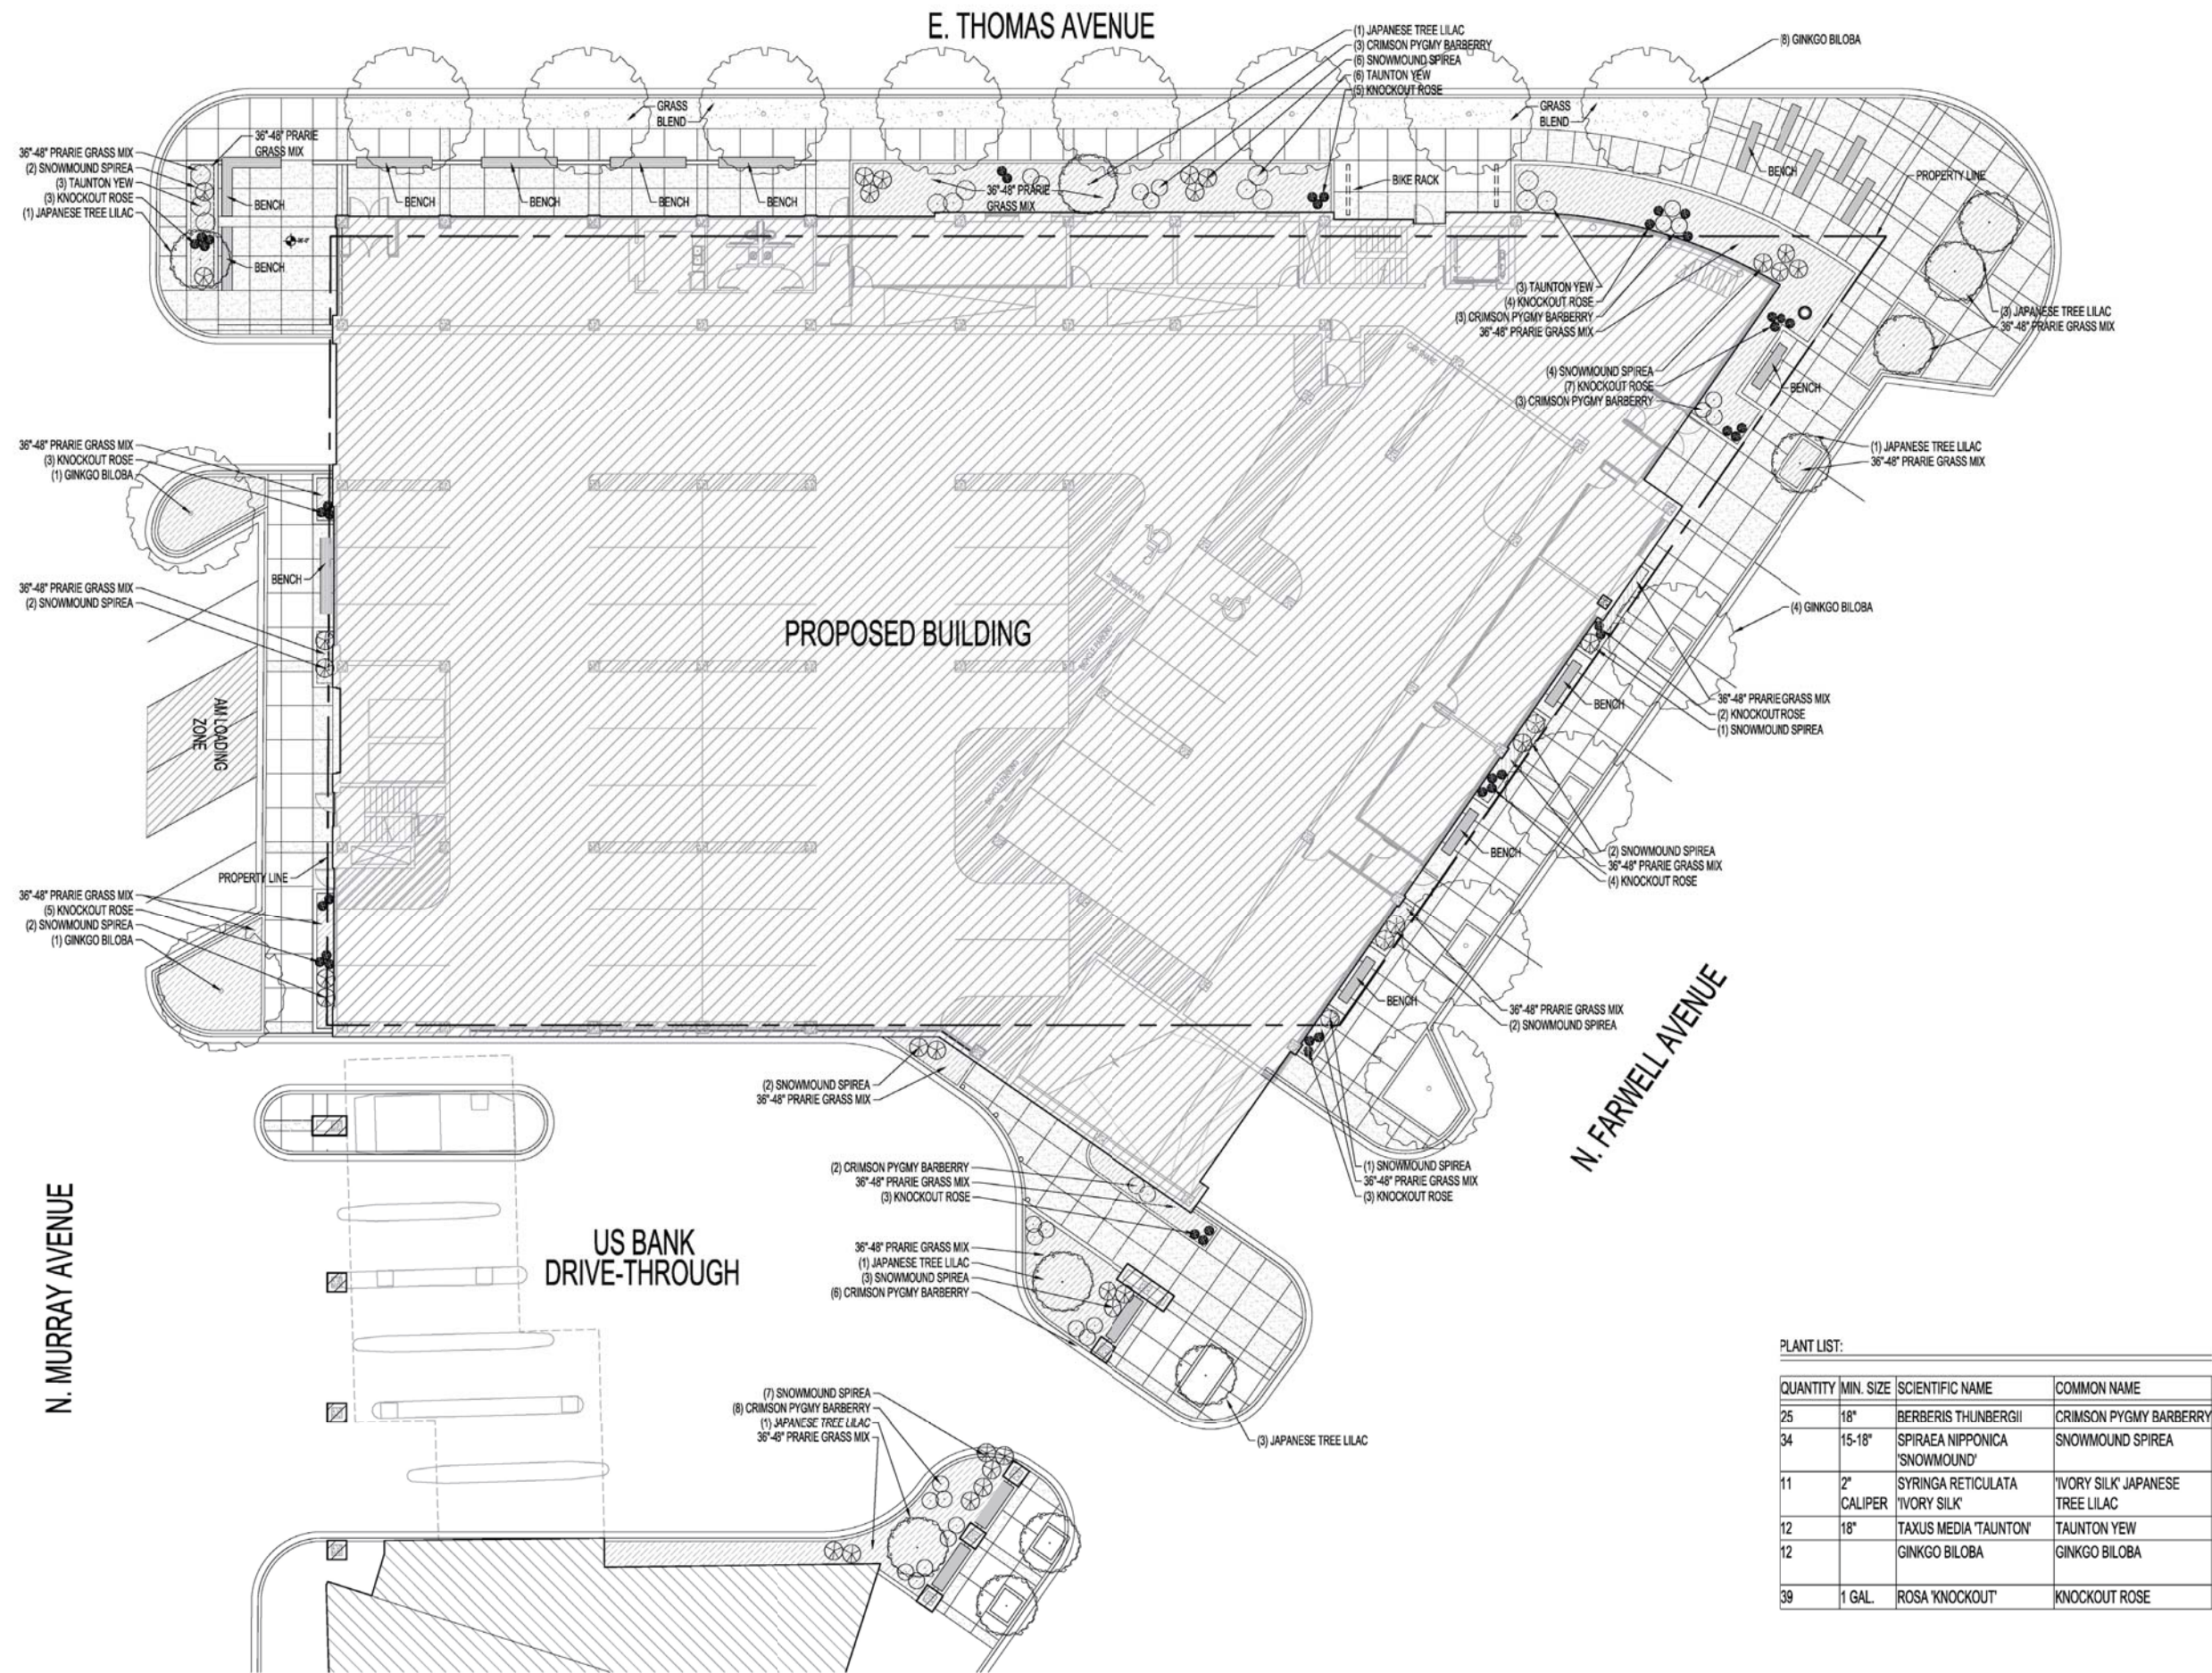 E. THOMAS AVENUE
(1) JAPANESE TREE LILAC
(3) CRIMSON PYGMY BARBERRY
(6) SNOWMOUND SPIREA
(6) TAUNTON YEW
(5) KNOCKOUT ROSE
(8) GINKGO BILOBA
GRASS
BLEND
GRASS
BLEND
36"-48" PRARIE
GRASS MIX
36"-48" PRARIE GRASS MIX
(2) SNOWMOUND SPIREA
(3) TAUNTON YEW
(3) KNOCKOUT ROSE
(1) JAPANESE TREE LILAC
BENCH
BENCH
BENCH
BENCH
BENCH
BENCH
36"-48" PRARIE
GRASS MIX
BIKE RACK
BENCH
PROPERTY LINE
(3) TAUNTON YEW
(4) KNOCKOUT ROSE
(3) CRIMSON PYGMY BARBERRY
36"-48" PRARIE GRASS MIX
(3) JAPANESE TREE LILAC
36"-48" PRARIE GRASS MIX
(4) SNOWMOUND SPIREA
(7) KNOCKOUT ROSE
(3) CRIMSON PYGMY BARBERRY
BENCH
CAR SHARE
(1) JAPANESE TREE LILAC
36"-48" PRARIE GRASS MIX
36"-48" PRARIE GRASS MIX
(3) KNOCKOUT ROSE
(1) GINKGO BILOBA
BENCH
36"-48" PRARIE GRASS MIX
(2) SNOWMOUND SPIREA
PROPOSED BUILDING
BICYCLE PARKING
BICYCLE PARKING
(4) GINKGO BILOBA
AM LOADING
ZONE
BENCH
36"-48" PRARIE GRASS MIX
(2) KNOCKOUT ROSE
(1) SNOWMOUND SPIREA
BENCH
(2) SNOWMOUND SPIREA
36"-48" PRARIE GRASS MIX
(4) KNOCKOUT ROSE
PROPERTY LINE
36"-48" PRARIE GRASS MIX
(5) KNOCKOUT ROSE
(2) SNOWMOUND SPIREA
(1) GINKGO BILOBA
BENCH
36"-48" PRARIE GRASS MIX
(2) SNOWMOUND SPIREA
N. FARWELL AVENUE
(2) SNOWMOUND SPIREA
36"-48" PRARIE GRASS MIX
(1) SNOWMOUND SPIREA
36"-48" PRARIE GRASS MIX
(3) KNOCKOUT ROSE
(2) CRIMSON PYGMY BARBERRY
36"-48" PRARIE GRASS MIX
(3) KNOCKOUT ROSE
N. MURRAY AVENUE
US BANK
DRIVE-THROUGH
36"-48" PRARIE GRASS MIX
(1) JAPANESE TREE LILAC
(3) SNOWMOUND SPIREA
(6) CRIMSON PYGMY BARBERRY
(7) SNOWMOUND SPIREA
(8) CRIMSON PYGMY BARBERRY
(1) JAPANESE TREE LILAC
36"-48" PRARIE GRASS MIX
(3) JAPANESE TREE LILAC
PLANT LIST:
QUANTITY MIN. SIZE SCIENTIFIC NAME COMMON NAME
25 18" BERBERIS THUNBERGII CRIMSON PYGMY BARBERRY
34 15-18" SPIRAEA NIPPONICA SNOWMOUND SPIREA
'SNOWMOUND'
11 2" SYRINGA RETICULATA 'IVORY SILK' JAPANESE
CALIPER 'IVORY SILK' TREE LILAC
12 18" TAXUS MEDIA 'TAUNTON' TAUNTON YEW
12 GINKGO BILOBA GINKGO BILOBA
39 1 GAL. ROSA 'KNOCKOUT' KNOCKOUT ROSE